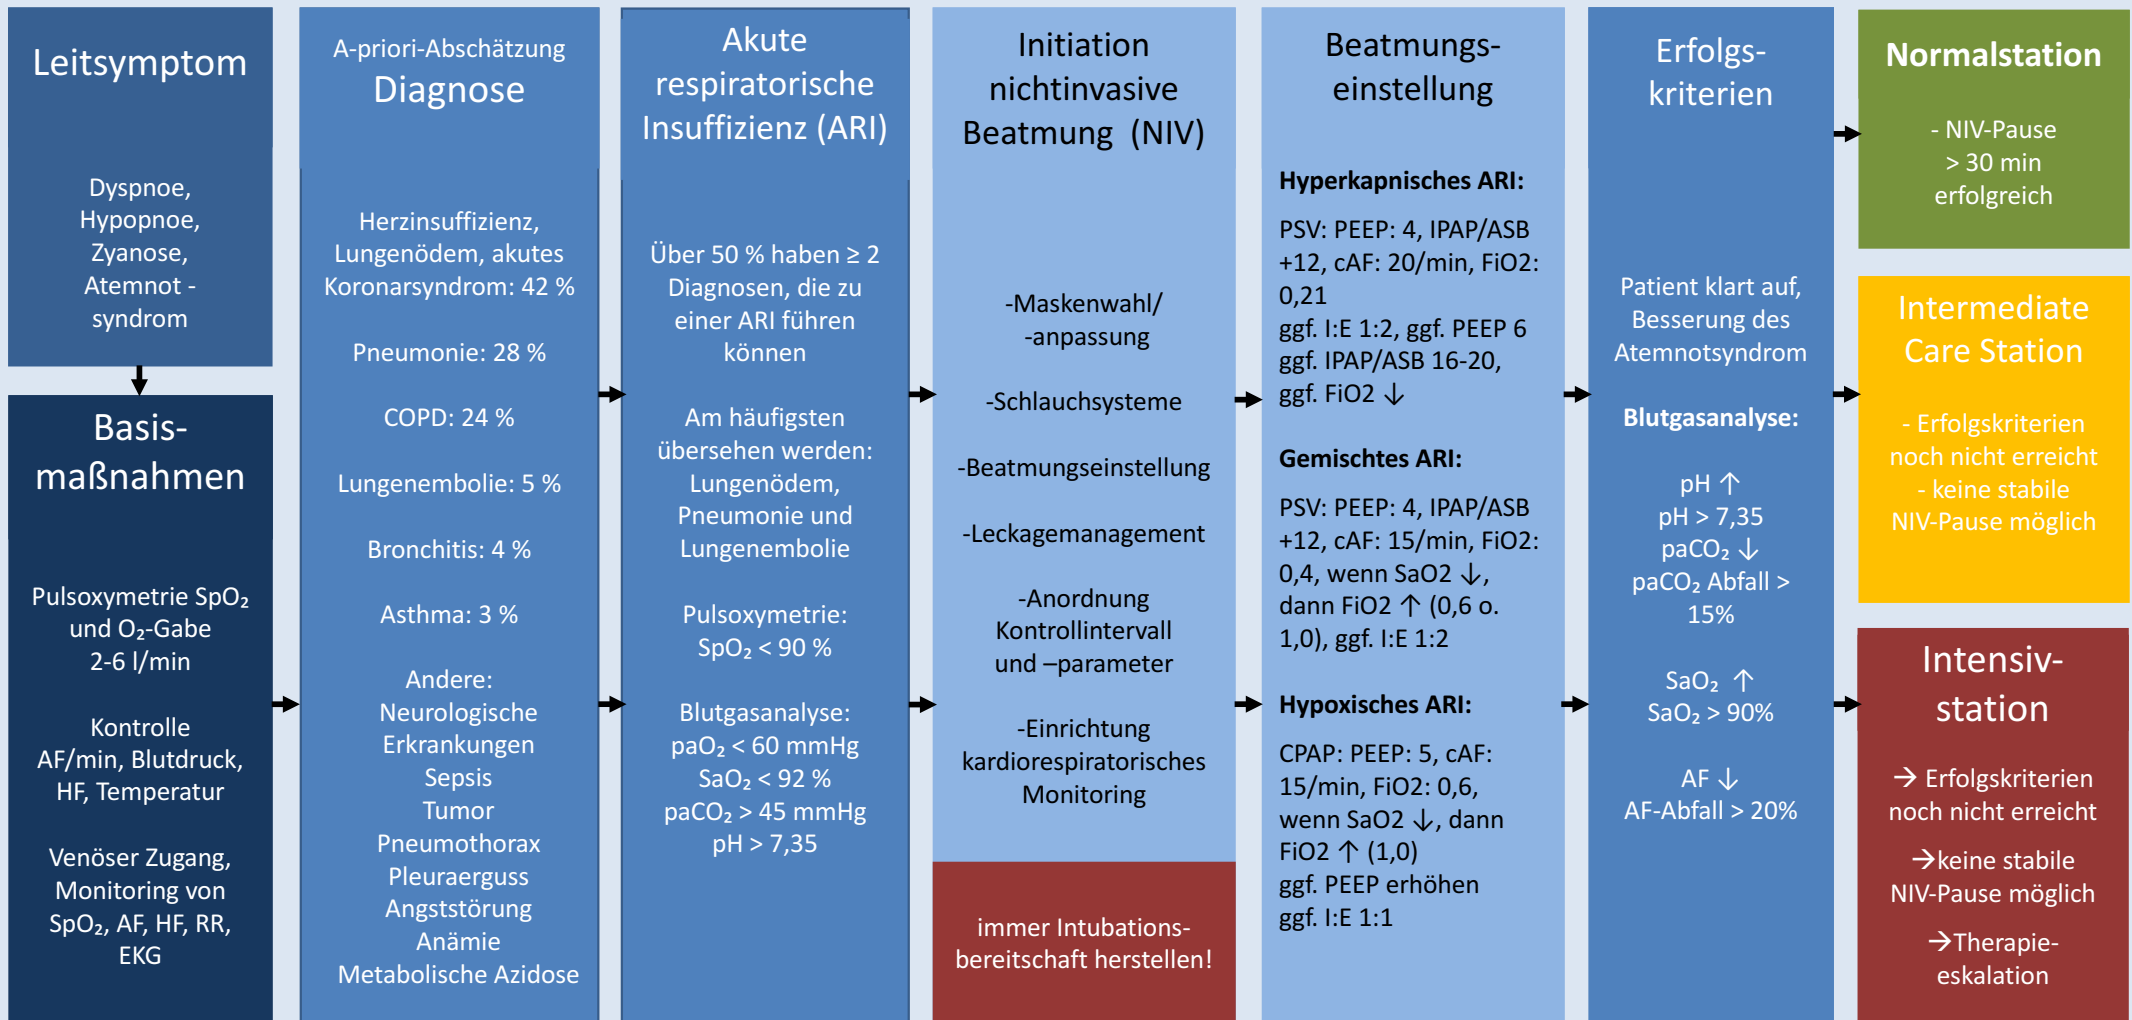 Leitsymptom
Dyspnoe,
Hypopnoe,
Zyanose,
Atemnot -
syndrom
Basis-
maßnahmen
Pulsoxymetrie SpO₂
und O₂-Gabe
2-6 l/min
Kontrolle
AF/min, Blutdruck,
HF, Temperatur
Venöser Zugang,
Monitoring von
SpO₂, AF, HF, RR,
EKG
A-priori-Abschätzung
Diagnose
Herzinsuffizienz,
Lungenödem, akutes
Koronarsyndrom: 42 %
Pneumonie: 28 %
COPD: 24 %
Lungenembolie: 5 %
Bronchitis: 4 %
Asthma: 3 %
Andere:
Neurologische
Erkrankungen
Sepsis
Tumor
Pneumothorax
Pleuraerguss
Angststörung
Anämie
Metabolische Azidose
Akute
respiratorische
Insuffizienz (ARI)
Über 50 % haben ≥ 2
Diagnosen, die zu
einer ARI führen
können
Am häufigsten
übersehen werden:
Lungenödem,
Pneumonie und
Lungenembolie
Pulsoxymetrie:
SpO₂ < 90 %
Blutgasanalyse:
paO₂ < 60 mmHg
SaO₂ < 92 %
paCO₂ > 45 mmHg
pH > 7,35
Initiation
nichtinvasive
Beatmung (NIV)
-Maskenwahl/
-anpassung
-Schlauchsysteme
-Beatmungseinstellung
-Leckagemanagement
-Anordnung
Kontrollintervall
und –parameter
-Einrichtung
kardiorespiratorisches
Monitoring
immer Intubations-
bereitschaft herstellen!
Beatmungs-
einstellung
Hyperkapnisches ARI:
PSV: PEEP: 4, IPAP/ASB
+12, cAF: 20/min, FiO2:
0,21
ggf. I:E 1:2, ggf. PEEP 6
ggf. IPAP/ASB 16-20,
ggf. FiO2 ↓
Gemischtes ARI:
PSV: PEEP: 4, IPAP/ASB
+12, cAF: 15/min, FiO2:
0,4, wenn SaO2 ↓,
dann FiO2 ↑ (0,6 o.
1,0), ggf. I:E 1:2
Hypoxisches ARI:
CPAP: PEEP: 5, cAF:
15/min, FiO2: 0,6,
wenn SaO2 ↓, dann
FiO2 ↑ (1,0)
ggf. PEEP erhöhen
ggf. I:E 1:1
Erfolgs-
kriterien
Patient klart auf,
Besserung des
Atemnotsyndrom
Blutgasanalyse:
pH ↑
pH > 7,35
paCO₂ ↓
paCO₂ Abfall >
15%
SaO₂ ↑
SaO₂ > 90%
AF ↓
AF-Abfall > 20%
Normalstation
- NIV-Pause
> 30 min
erfolgreich
Intermediate
Care Station
- Erfolgskriterien
noch nicht erreicht
- keine stabile
NIV-Pause möglich
Intensiv-
station
→ Erfolgskriterien
noch nicht erreicht
→keine stabile
NIV-Pause möglich
→Therapie-
eskalation